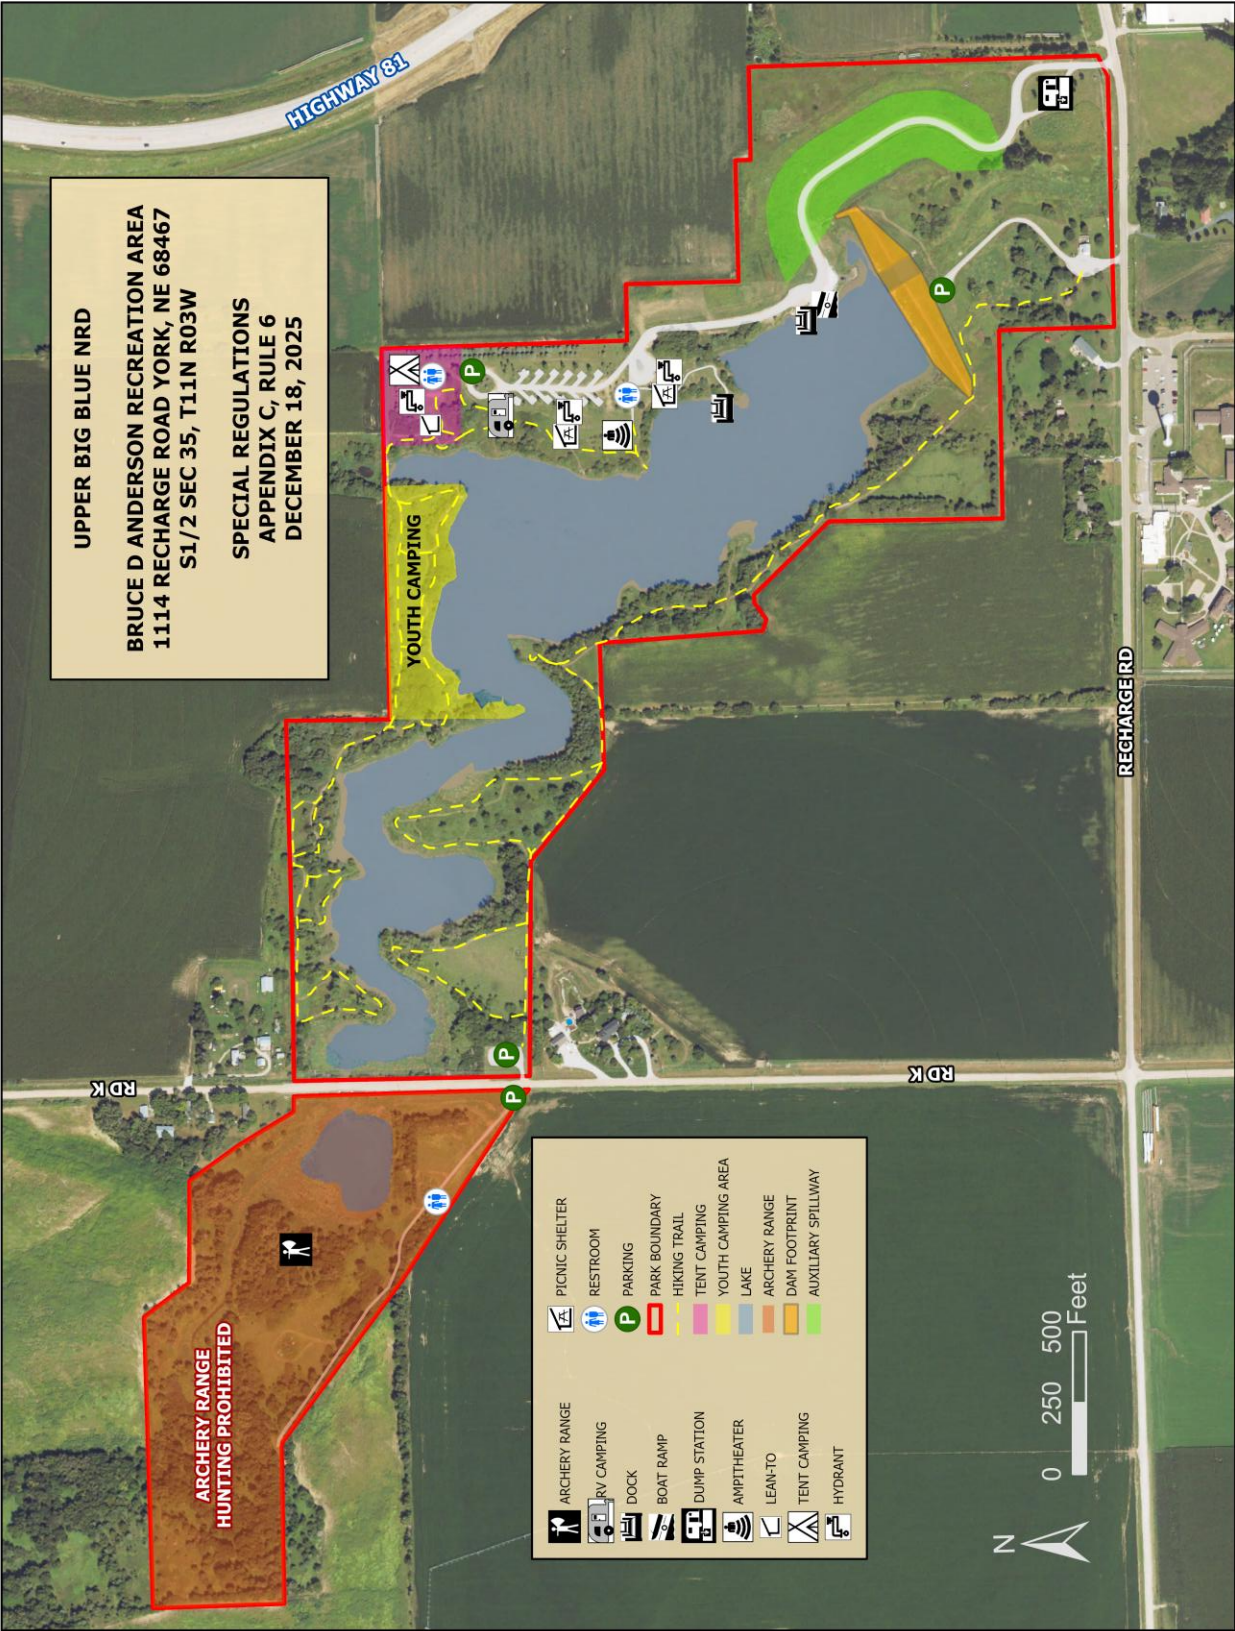 UPPER BIG BLUE NRD
BRUCE D ANDERSON RECREATION AREA
1114 RECHARGE ROAD YORK, NE 68467
S1/2 SEC 35, T11N R03W
SPECIAL REGULATIONS
APPENDIX C, RULE 6
DECEMBER 18, 2025
HIGHWAY 81
YOUTH CAMPING
RD K
RD K
RECHARGE RD
ARCHERY RANGE
HUNTING PROHIBITED
P
P
P
P
ARCHERY RANGE
RV CAMPING
DOCK
BOAT RAMP
DUMP STATION
AMPITHEATER
LEAN-TO
TENT CAMPING
HYDRANT
PICNIC SHELTER
RESTROOM
P PARKING
PARK BOUNDARY
HIKING TRAIL
TENT CAMPING
YOUTH CAMPING AREA
LAKE
ARCHERY RANGE
DAM FOOTPRINT
AUXILIARY SPILLWAY
N
0 250 500
Feet